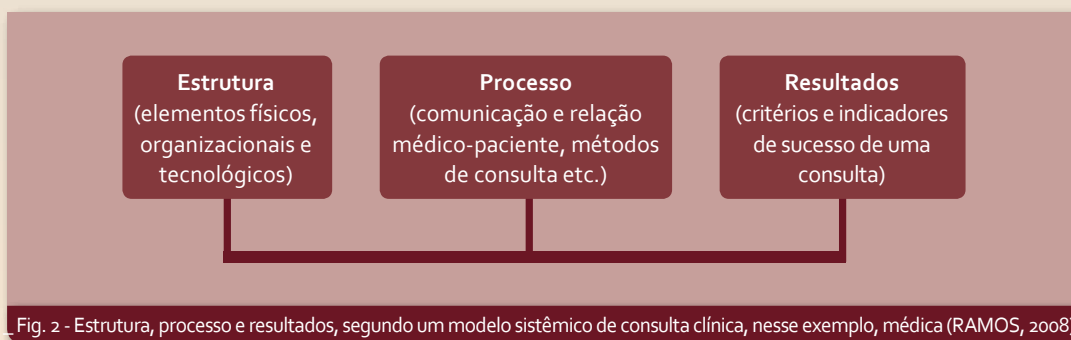 Estrutura
(elementos físicos,
organizacionais e
tecnológicos)
Processo
(comunicação e relação
médico-paciente, métodos
de consulta etc.)
Resultados
(critérios e indicadores
de sucesso de uma
consulta)
_ Fig. 2 - Estrutura, processo e resultados, segundo um modelo sistêmico de consulta clínica, nesse exemplo, médica (RAMOS, 2008)